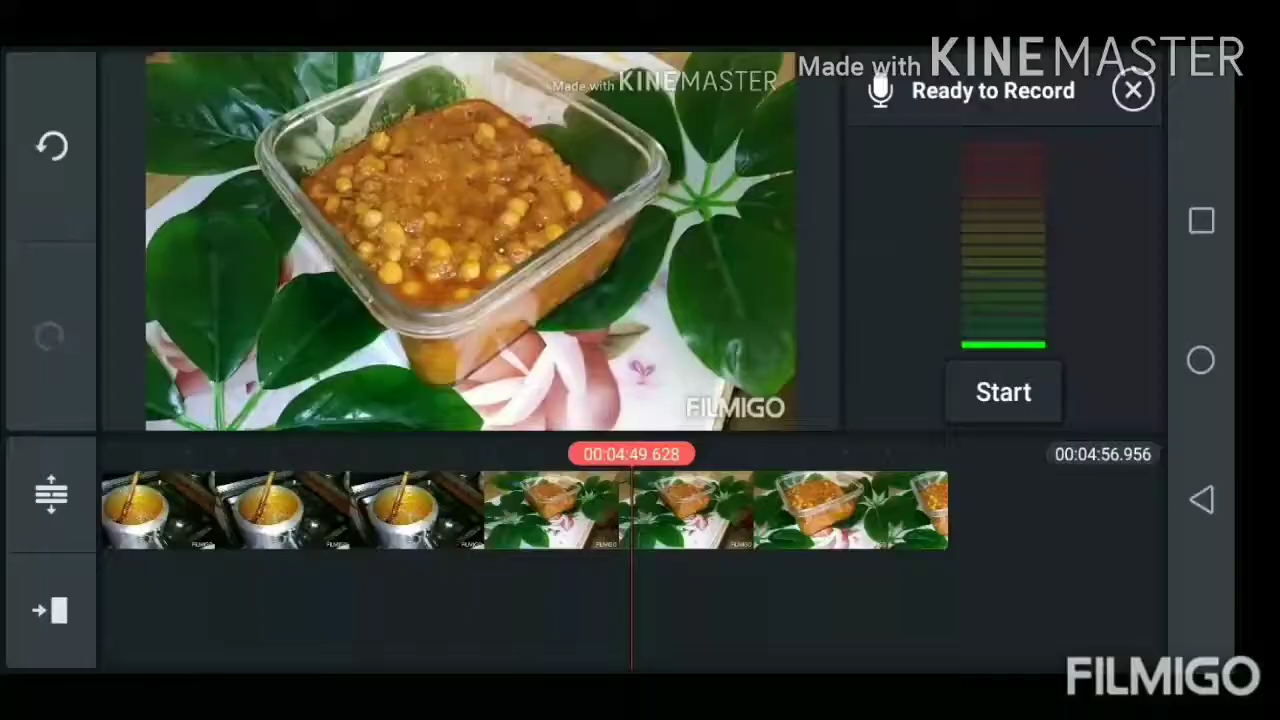 Made with KINEMASTER
Made with KINEMASTER
Ready to Record
Start
FILMIGO
00:04:49 628
00:04:56.956
FILMIGO